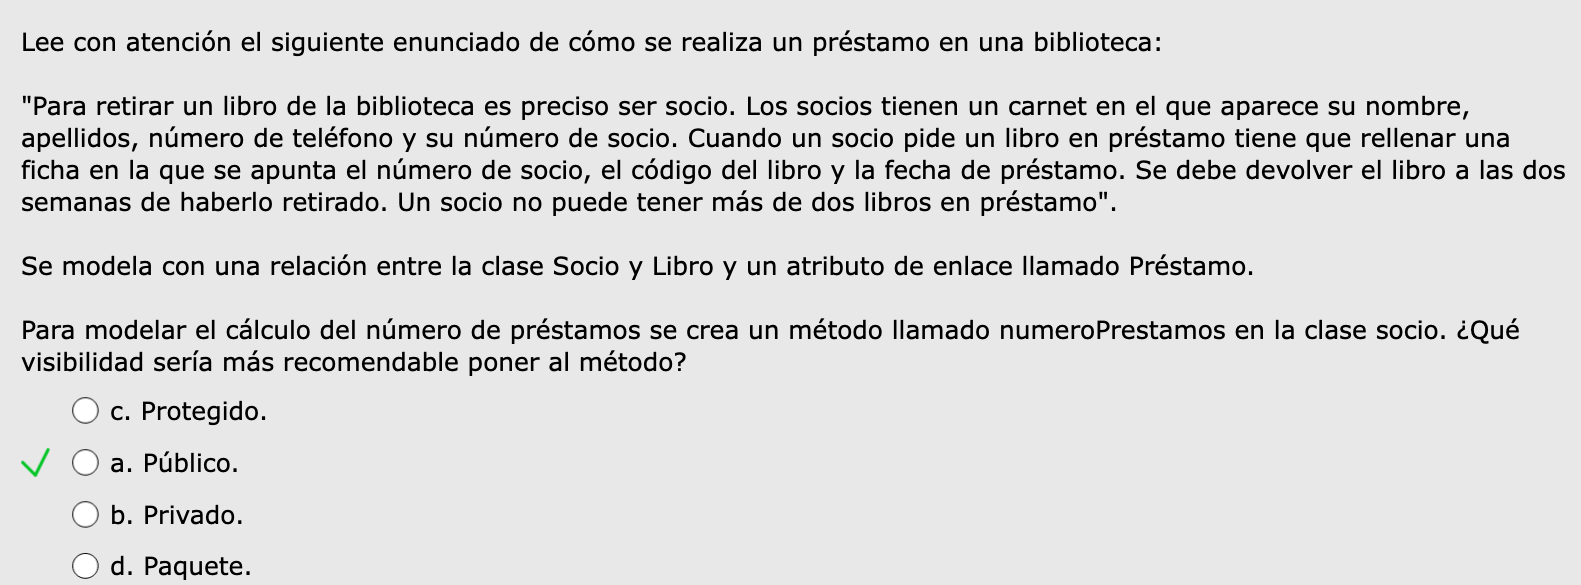 Lee con atención el siguiente enunciado de cómo se realiza un préstamo en una biblioteca:
"Para retirar un libro de la biblioteca es preciso ser socio. Los socios tienen un carnet en el que aparece su nombre,
apellidos, número de teléfono y su número de socio. Cuando un socio pide un libro en préstamo tiene que rellenar una
ficha en la que se apunta el número de socio, el código del libro y la fecha de préstamo. Se debe devolver el libro a las dos
semanas de haberlo retirado. Un socio no puede tener más de dos libros en préstamo".
Se modela con una relación entre la clase Socio y Libro y un atributo de enlace llamado Préstamo.
Para modelar el cálculo del número de préstamos se crea un método llamado numeroPrestamos en la clase socio. ¿Qué
visibilidad sería más recomendable poner al método?
c. Protegido.
a. Público.
b. Privado.
d. Paquete.